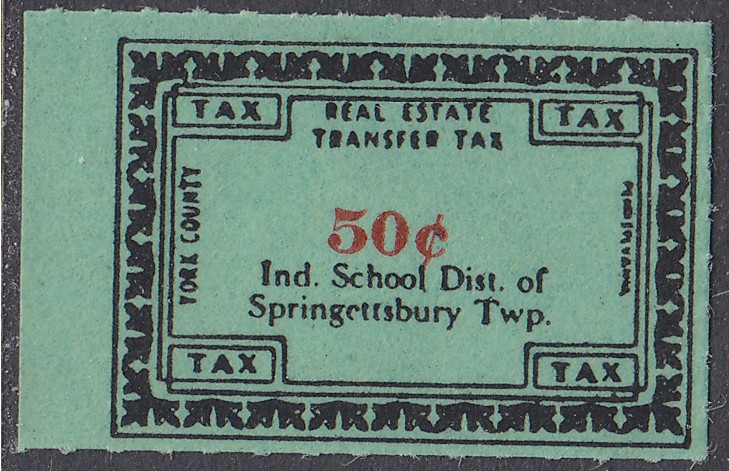 TAX
REAL ESTATE
TRANSFER TAX
TAX
YORK COUNTY
50¢
Ind. School Dist. of
Springettsbury Twp.
TAX
TAX